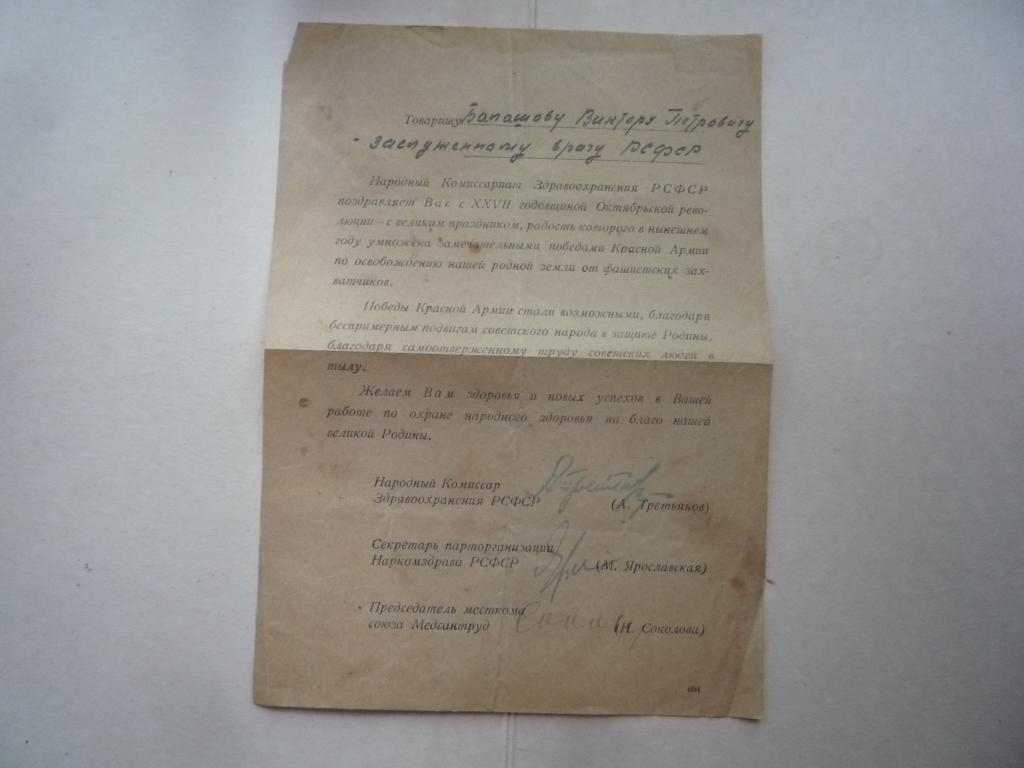 Товарищу Балашову Виктору Петровичу
- заслуженному врачу РСФСР
Народный Комиссариат Здравоохранения РСФСР
поздравляет Вас с XXVII годовщиной Октябрьской рево-
люции—с великим праздником, радость которого в нынешнем
году умножена замечательными победами Красной Армии
по освобождению нашей родной земли от фашистских зах-
ватчиков.
Победы Красной Армии стали возможными, благодаря
беспримерным подвигам советского народа в защите Родины,
благодаря самоотверженному труду советских людей в
тылу.
Желаем Вам здоровья и новых успехов в Вашей
работе по охране народного здоровья на благо нашей
великой Родины.
Народный Комиссар
Здравоохранения РСФСР (А. Третьяков)
Секретарь парторганизации
Наркомздрава РСФСР (М. Ярославская)
Председатель месткома
союза Медсантруд (Н. Соколова)